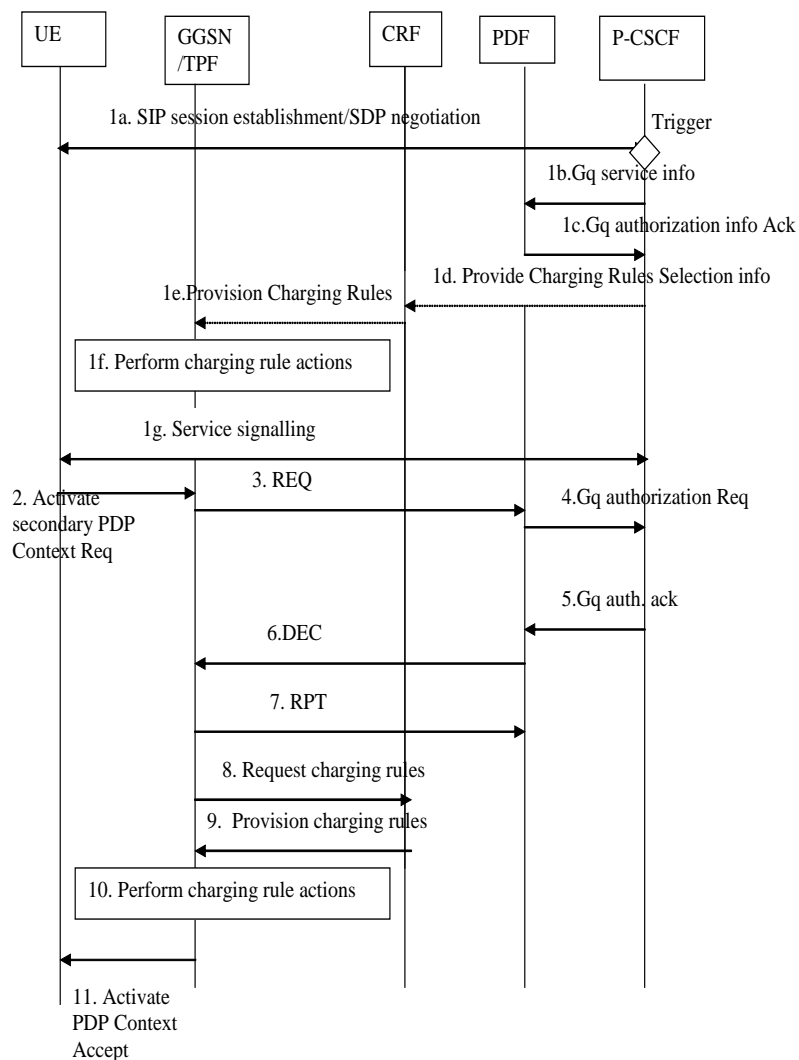 UE
GGSN
/TPF
CRF
PDF
P-CSCF
1a. SIP session establishment/SDP negotiation
Trigger
1b.Gq service info
1c.Gq authorization info Ack
1d. Provide Charging Rules Selection info
1e.Provision Charging Rules
1f. Perform charging rule actions
1g. Service signalling
3. REQ
2. Activate
secondary PDP
Context Req
4.Gq authorization Req
5.Gq auth. ack
6.DEC
7. RPT
8. Request charging rules
9. Provision charging rules
10. Perform charging rule actions
11. Activate
PDP Context
Accept